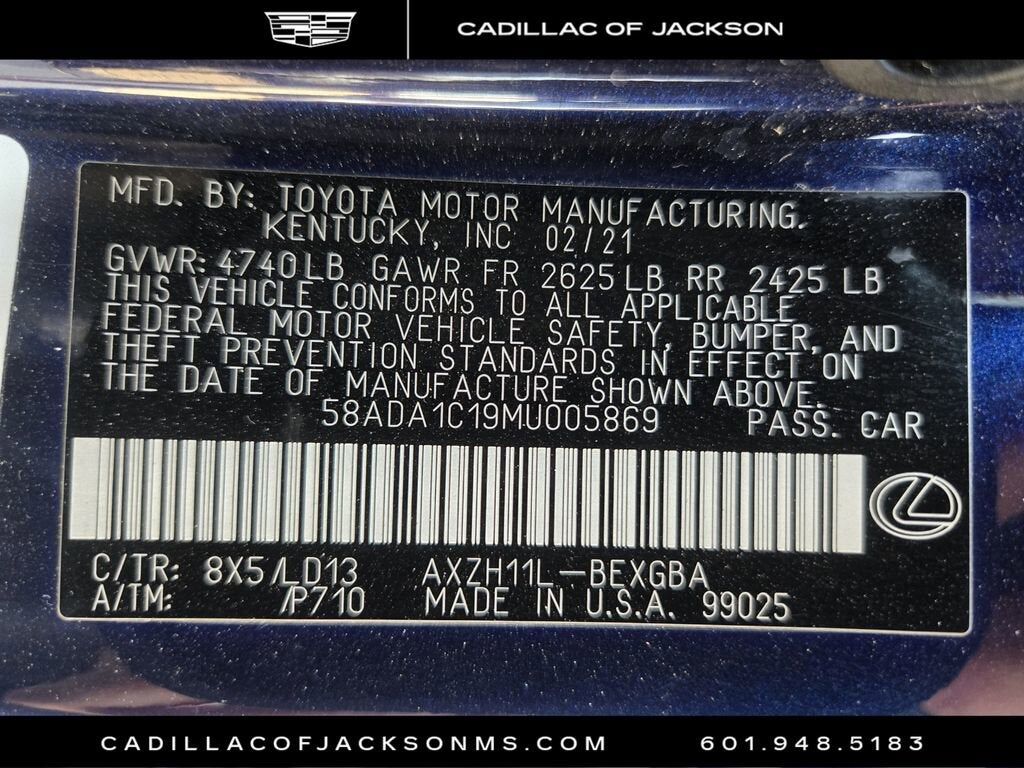 CADILLAC OF JACKSON
MFD. BY: TOYOTA MOTOR MANUFACTURING.
KENTUCKY, INC 02/21
GVWR: 4740LB GAWR FR 2625 LB RR 2425 LB
THIS VEHICLE CONFORMS TO ALL APPLICABLE
FEDERAL MOTOR VEHICLE SAFETY, BUMPER, AND
THEFT PREVENTION STANDARDS IN EFFECT ON
THE DATE OF MANUFACTURE SHOWN ABOVE.
58ADA1C19MU005869 PASS. CAR
C/TR: 8X5/LD13 AXZH11L-BEXGBA
A/TM: /P710 MADE IN U.S.A. 99025
CADILLACOFJACKSONMS.COM 601.948.5183